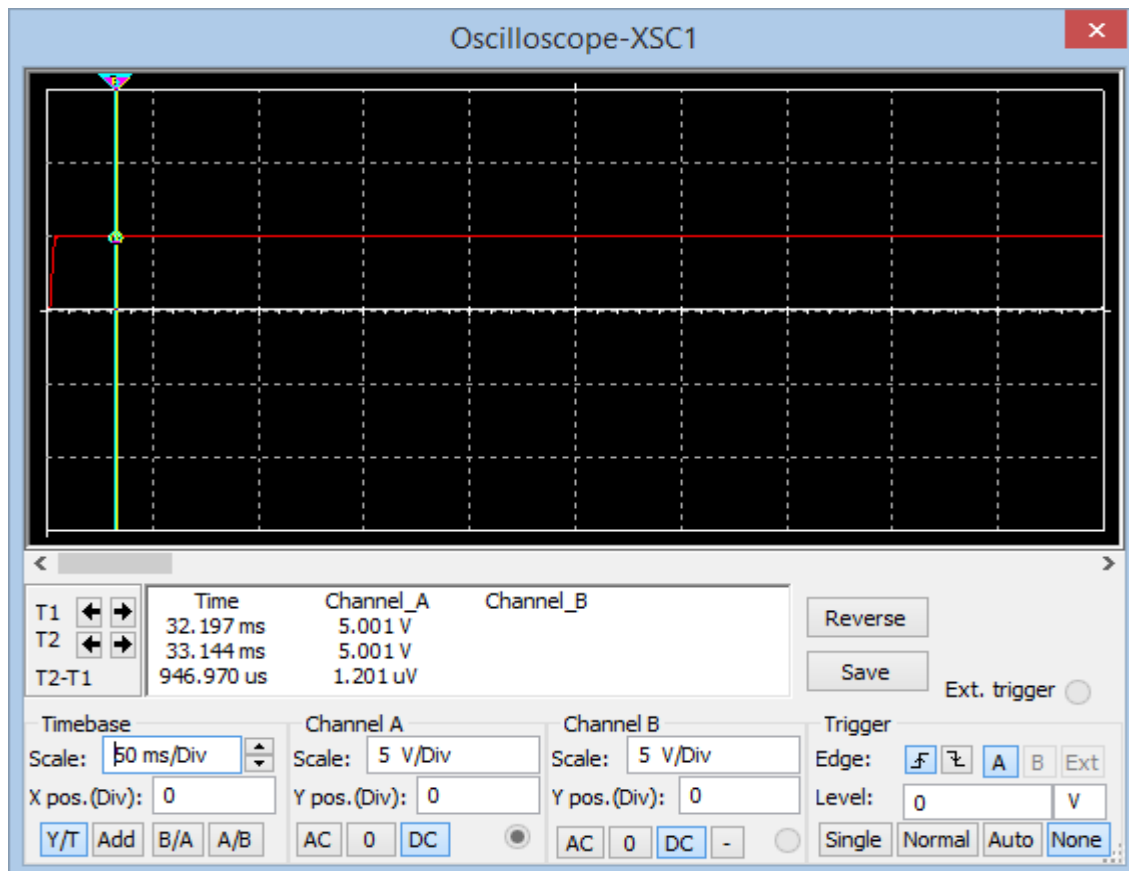 Oscilloscope-XSC1
Time Channel_A Channel_B
T1 32.197 ms 5.001 V
T2 33.144 ms 5.001 V
T2-T1 946.970 us 1.201 uV
Reverse
Save
Ext. trigger
Timebase
Scale: 50 ms/Div
X pos.(Div): 0
Y/T Add B/A A/B
Channel A
Scale: 5 V/Div
Y pos.(Div): 0
AC 0 DC
Channel B
Scale: 5 V/Div
Y pos.(Div): 0
AC 0 DC -
Trigger
Edge: A B Ext
Level: 0 V
Single Normal Auto None